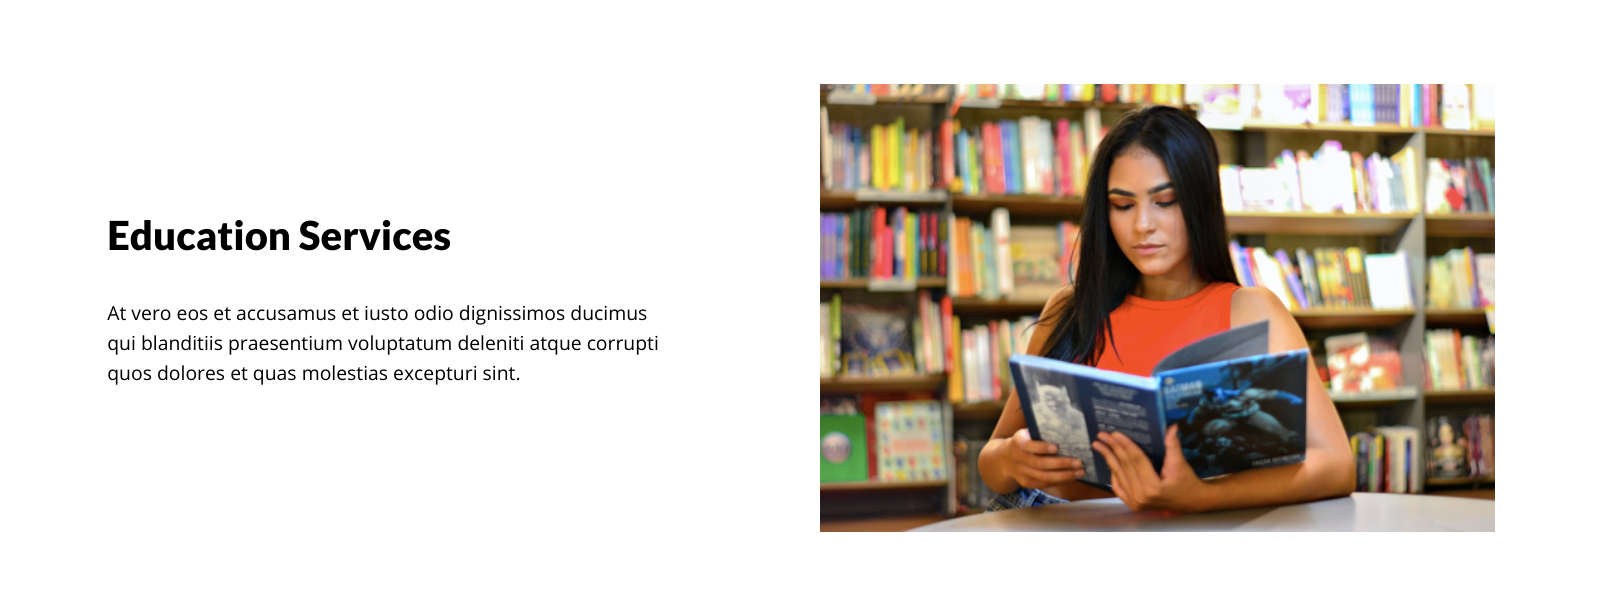 Education Services
At vero eos et accusamus et iusto odio dignissimos ducimus
qui blanditiis praesentium voluptatum deleniti atque corrupti
quos dolores et quas molestias excepturi sint.
BATMAN